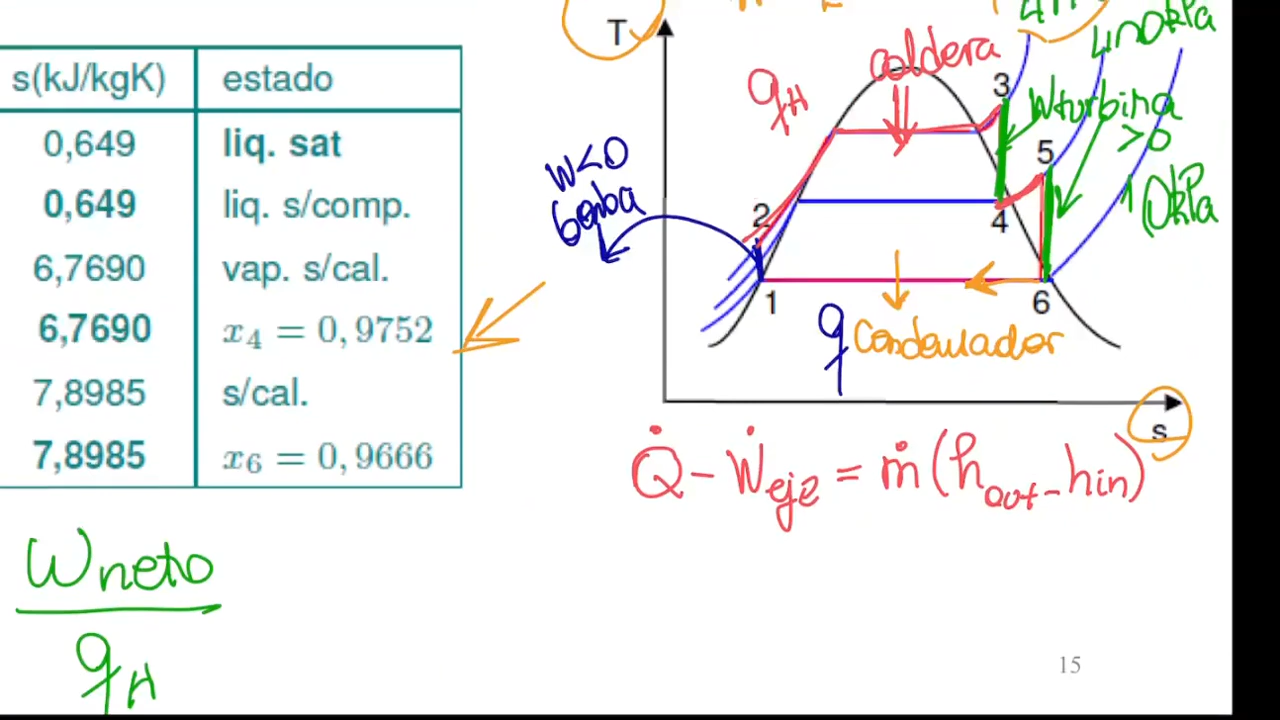 s(kJ/kgK) estado
0,649 liq. sat
0,649 liq. s/comp.
6,7690 vap. s/cal.
6,7690 x₄ = 0, 9752
7,8985 s/cal.
7,8985 x₆ = 0, 9666
Wneto
qH
T
caldera
qH
400kPa
3
Wturbina
>0
5
10kPa
W<0
bomba
2
4
1
6
q
Condensador
s
Q̇ - Ẇeje = ṁ(hout - hin)
15